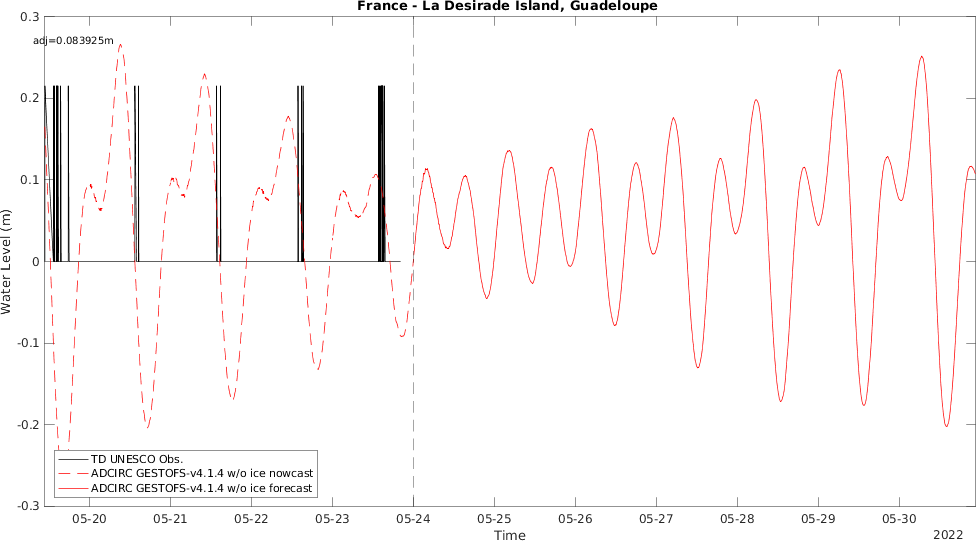 France - La Desirade Island, Guadeloupe
adj=0.083925m
0.3
0.2
0.1
0
-0.1
-0.2
-0.3
Water Level (m)
TD UNESCO Obs.
ADCIRC GESTOFS-v4.1.4 w/o ice nowcast
ADCIRC GESTOFS-v4.1.4 w/o ice forecast
05-20 05-21 05-22 05-23 05-24 05-25 05-26 05-27 05-28 05-29 05-30
Time
2022